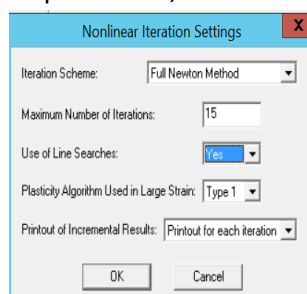 Nonlinear Iteration Settings X
Iteration Scheme: Full Newton Method
Maximum Number of Iterations: 15
Use of Line Searches: Yes
Plasticity Algorithm Used in Large Strain: Type 1
Printout of Incremental Results: Printout for each iteration
OK Cancel